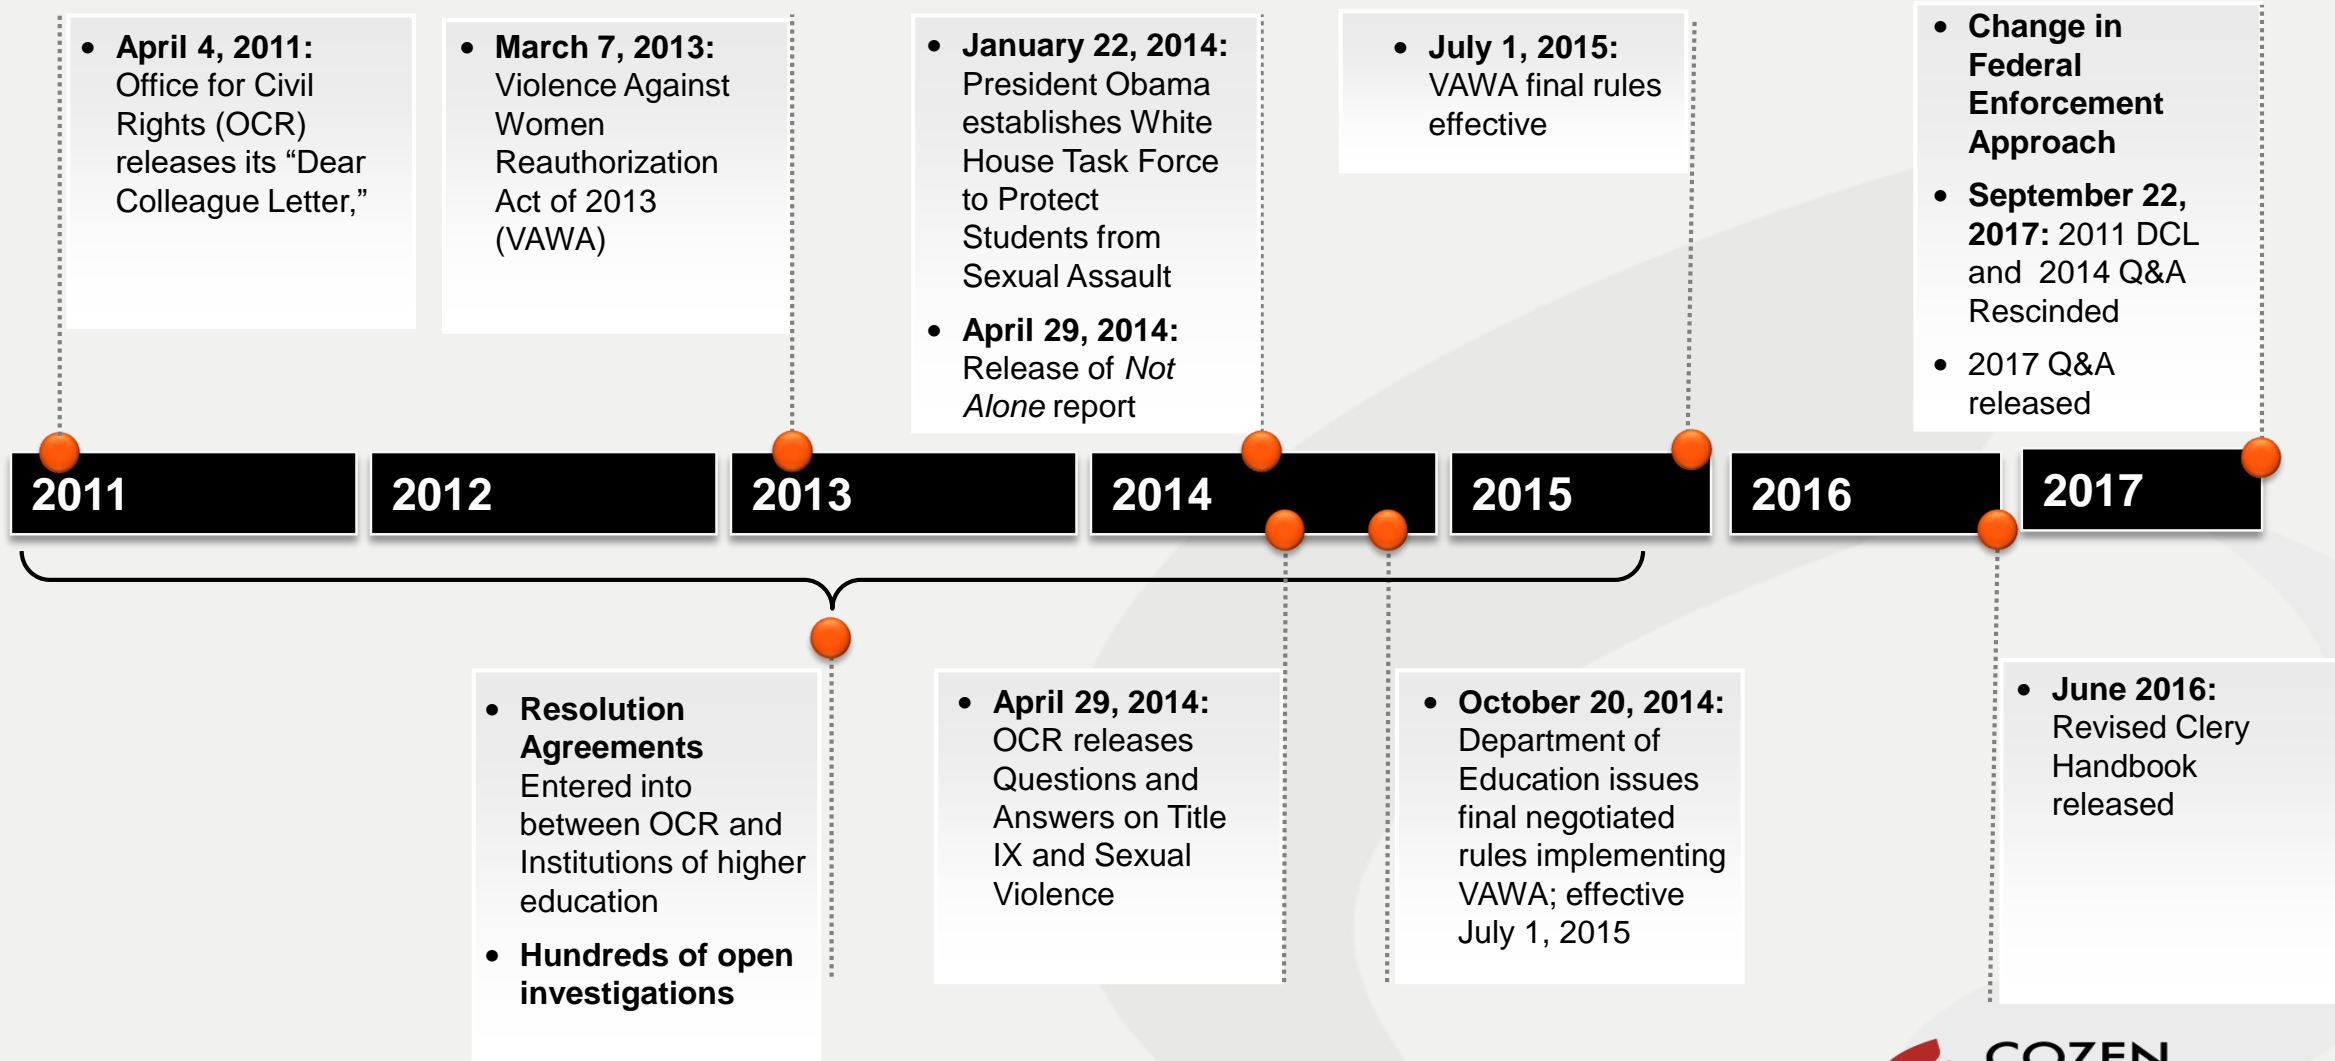 • April 4, 2011:
Office for Civil
Rights (OCR)
releases its “Dear
Colleague Letter,”
• March 7, 2013:
Violence Against
Women
Reauthorization
Act of 2013
(VAWA)
• January 22, 2014:
President Obama
establishes White
House Task Force
to Protect
Students from
Sexual Assault
• April 29, 2014:
Release of Not
Alone report
• July 1, 2015:
VAWA final rules
effective
• Change in
Federal
Enforcement
Approach
• September 22,
2017: 2011 DCL
and 2014 Q&A
Rescinded
• 2017 Q&A
released
2011
2012
2013
2014
2015
2016
2017
• Resolution
Agreements
Entered into
between OCR and
Institutions of higher
education
• Hundreds of open
investigations
• April 29, 2014:
OCR releases
Questions and
Answers on Title
IX and Sexual
Violence
• October 20, 2014:
Department of
Education issues
final negotiated
rules implementing
VAWA; effective
July 1, 2015
• June 2016:
Revised Clery
Handbook
released
COZEN